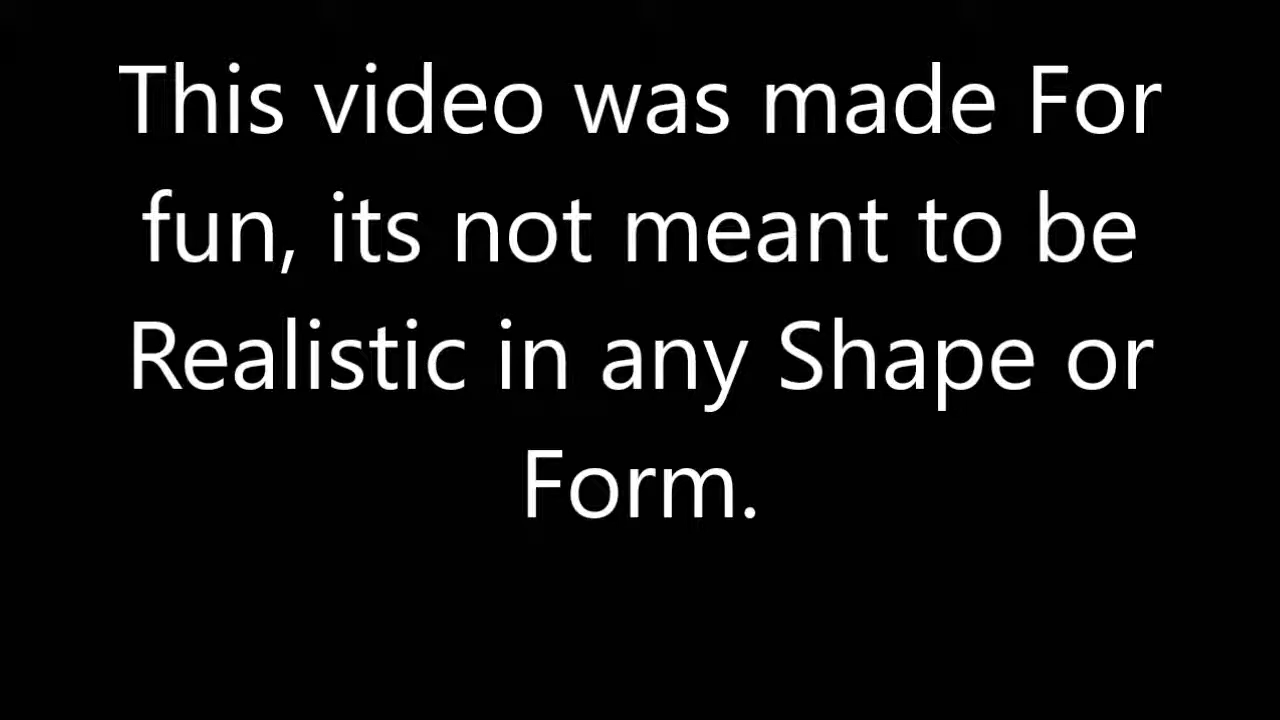 This video was made For
fun, its not meant to be
Realistic in any Shape or
Form.